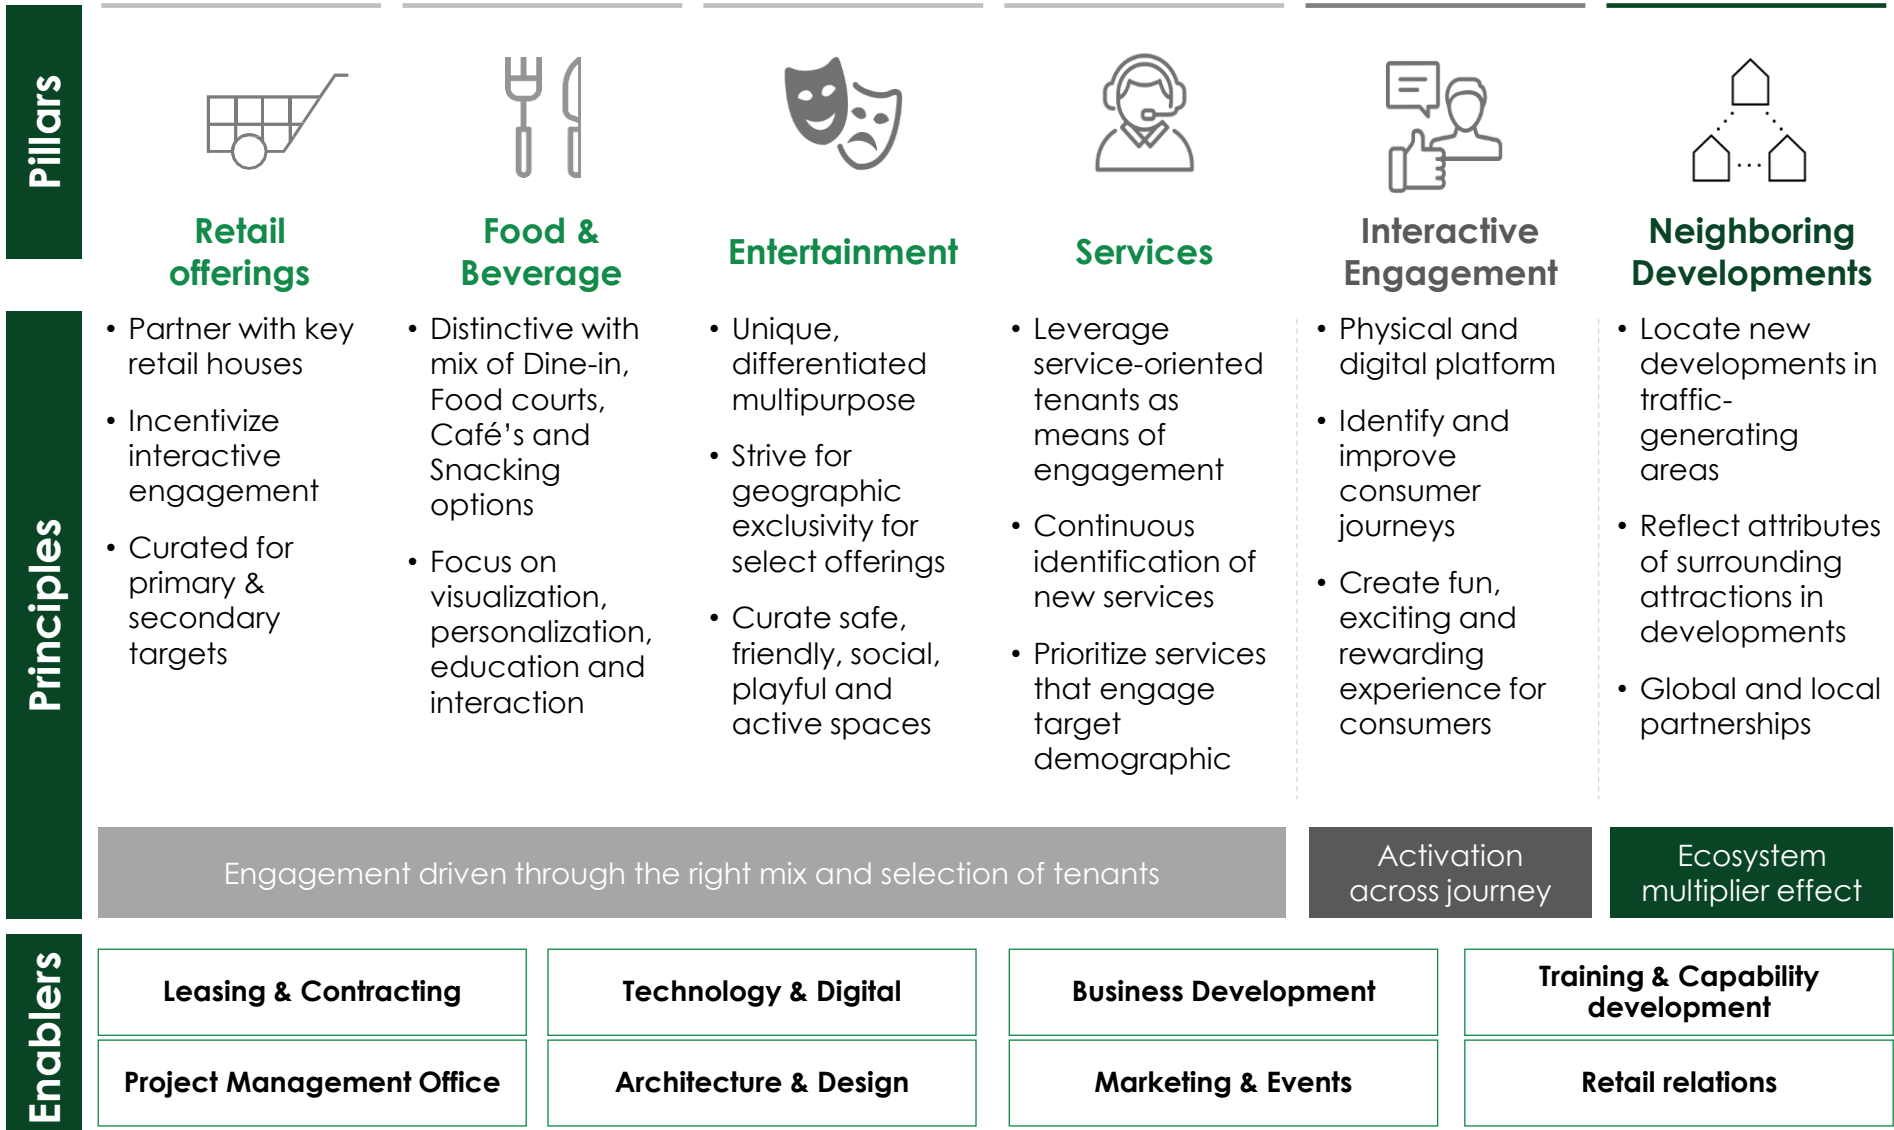 Pillars
Retail
offerings
Food &
Beverage
Entertainment
Services
Interactive
Engagement
Neighboring
Developments
Principles
• Partner with key
retail houses
• Incentivize
interactive
engagement
• Curated for
primary &
secondary
targets
• Distinctive with
mix of Dine-in,
Food courts,
Café’s and
Snacking
options
• Focus on
visualization,
personalization,
education and
interaction
• Unique,
differentiated
multipurpose
• Strive for
geographic
exclusivity for
select offerings
• Curate safe,
friendly, social,
playful and
active spaces
• Leverage
service-oriented
tenants as
means of
engagement
• Continuous
identification of
new services
• Prioritize services
that engage
target
demographic
• Physical and
digital platform
• Identify and
improve
consumer
journeys
• Create fun,
exciting and
rewarding
experience for
consumers
• Locate new
developments in
traffic-
generating
areas
• Reflect attributes
of surrounding
attractions in
developments
• Global and local
partnerships
Engagement driven through the right mix and selection of tenants
Activation
across journey
Ecosystem
multiplier effect
Enablers
Leasing & Contracting
Technology & Digital
Business Development
Training & Capability
development
Project Management Office
Architecture & Design
Marketing & Events
Retail relations